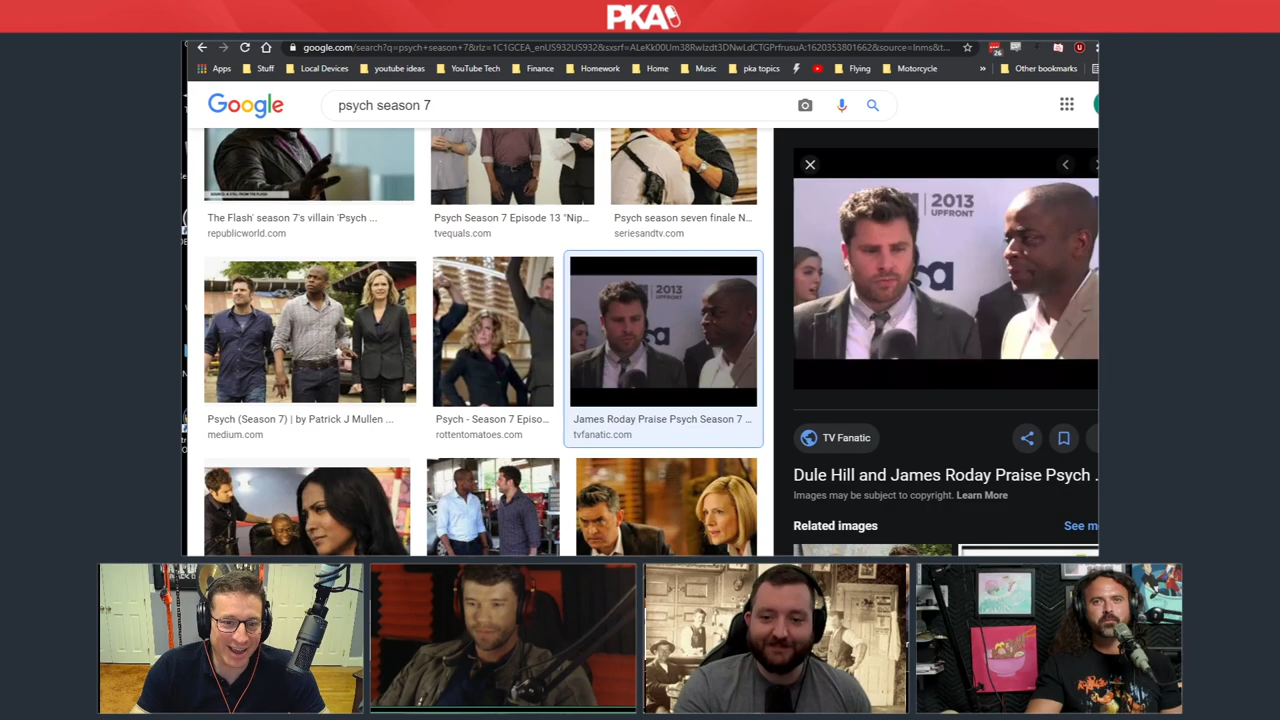 PKA
google.com/search?q=psych+season+7&rlz=1C1GCEA_enUS932US932&sxsrf=ALeKk00Um38Rwlzdt3DNwLdCTGPrfrusuA:1620353801662&source=lnms&t...
26
Apps Stuff Local Devices youtube ideas YouTube Tech Finance Homework Home Music pka topics Flying Motorcycle » Other bookmarks
Google psych season 7
The Flash' season 7's villain 'Psych ...
republicworld.com
Psych Season 7 Episode 13 "Nip...
tvequals.com
Psych season seven finale N...
seriesandtv.com
2013
UPFRONT
2013
UPFRONT
Psych (Season 7) | by Patrick J Mullen ...
medium.com
Psych - Season 7 Episo...
rottentomatoes.com
James Roday Praise Psych Season 7 ...
tvfanatic.com
TV Fanatic
Dule Hill and James Roday Praise Psych .
Images may be subject to copyright. Learn More
Related images See m